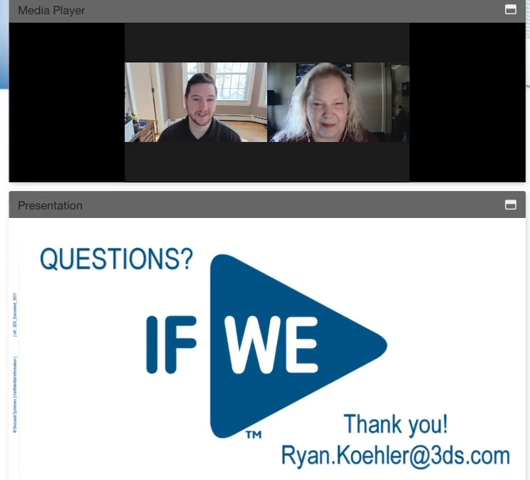 Media Player
Presentation
QUESTIONS?
IF WE
TM
Thank you!
Ryan.Koehler@3ds.com